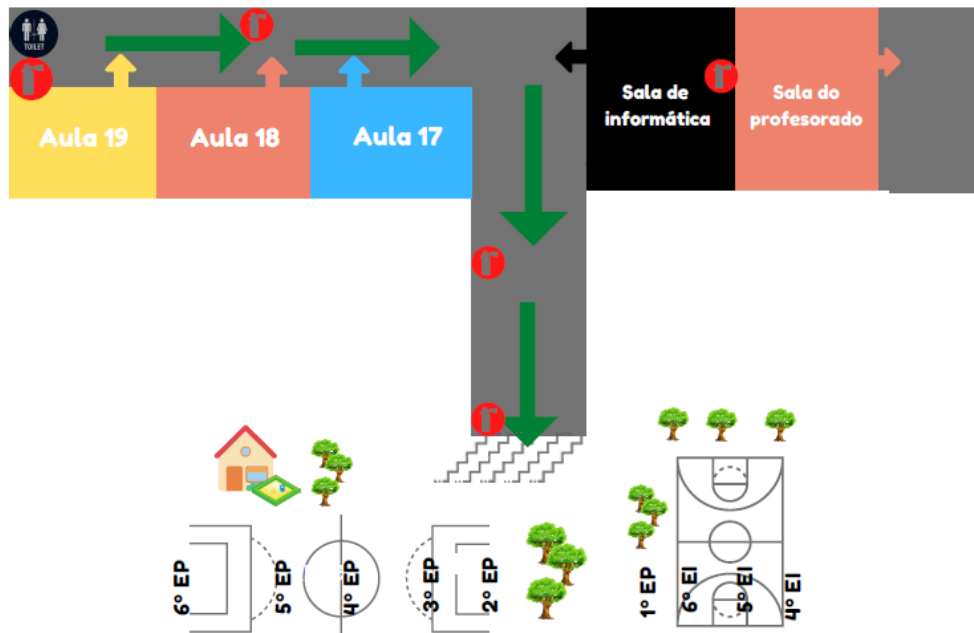 TOILET
Aula 19
Aula 18
Aula 17
Sala de
informática
Sala do
profesorado
6º EP
5º EP
4º EP
3º EP
2º EP
1º EP
6º EI
5º EI
4º EI